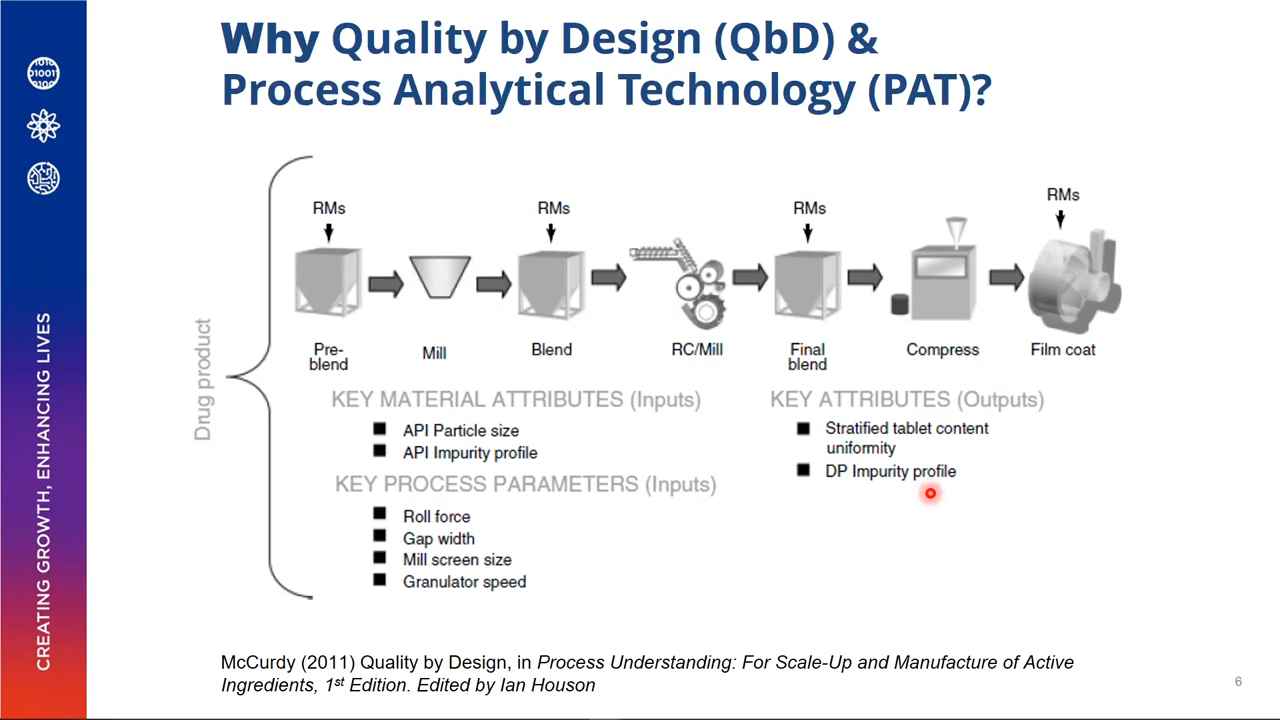 Why Quality by Design (QbD) &
Process Analytical Technology (PAT)?
CREATING GROWTH, ENHANCING LIVES
Drug product
RMs
RMs
RMs
RMs
Pre-
blend
Mill
Blend
RC/Mill
Final
blend
Compress
Film coat
KEY MATERIAL ATTRIBUTES (Inputs)
API Particle size
API Impurity profile
KEY PROCESS PARAMETERS (Inputs)
Roll force
Gap width
Mill screen size
Granulator speed
KEY ATTRIBUTES (Outputs)
Stratified tablet content
uniformity
DP Impurity profile
McCurdy (2011) Quality by Design, in Process Understanding: For Scale-Up and Manufacture of Active
Ingredients, 1st Edition. Edited by Ian Houson
6